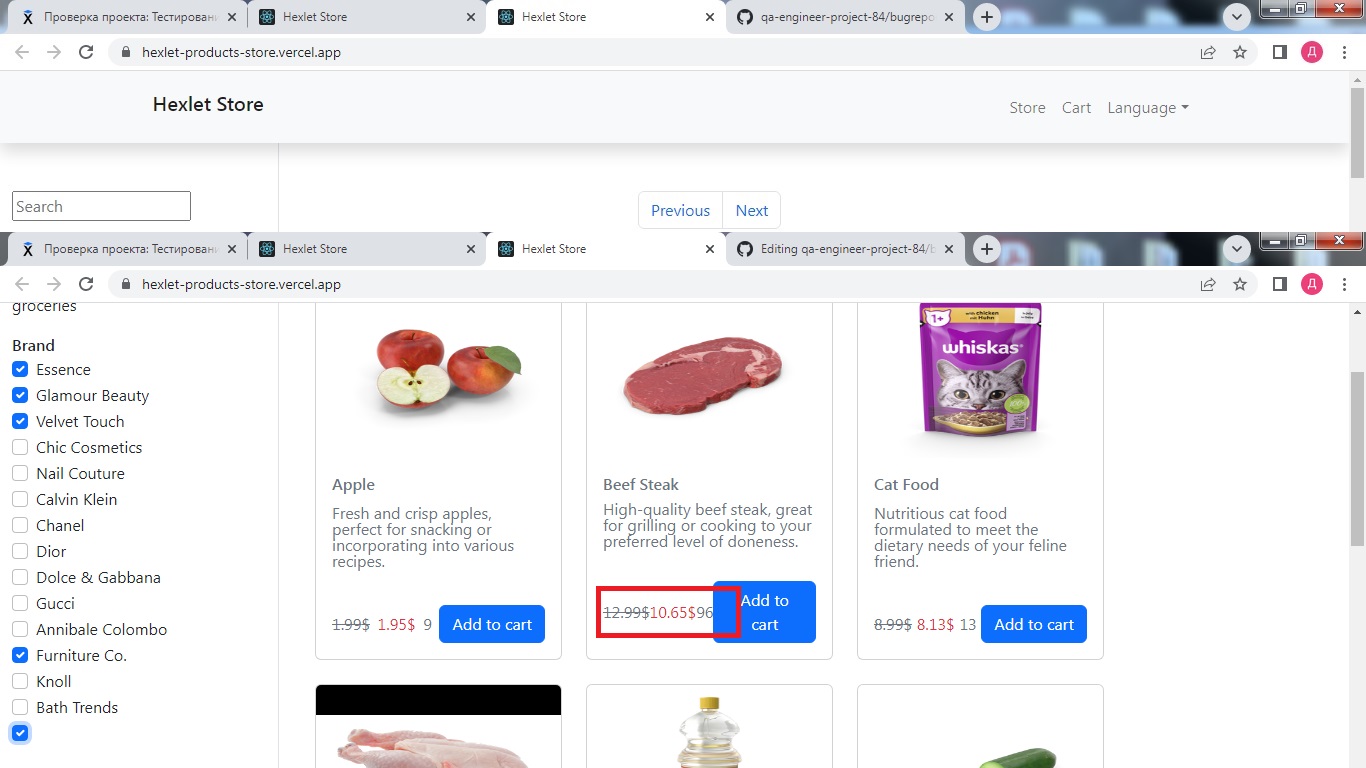 Проверка проекта: Тестировани
Hexlet Store
Hexlet Store
qa-engineer-project-84/bugrepo
hexlet-products-store.vercel.app
Д
Hexlet Store
Store
Cart
Language
Search
Previous
Next
Проверка проекта: Тестировани
Hexlet Store
Hexlet Store
Editing qa-engineer-project-84/b
hexlet-products-store.vercel.app
Д
groceries
Brand
Essence
Glamour Beauty
Velvet Touch
Chic Cosmetics
Nail Couture
Calvin Klein
Chanel
Dior
Dolce & Gabbana
Gucci
Annibale Colombo
Furniture Co.
Knoll
Bath Trends
Apple
Fresh and crisp apples,
perfect for snacking or
incorporating into various
recipes.
1.99$ 1.95$ 9
Add to cart
Beef Steak
High-quality beef steak, great
for grilling or cooking to your
preferred level of doneness.
12.99$10.65$96
Add to
cart
1+
with chicken
whiskas
Cat Food
Nutritious cat food
formulated to meet the
dietary needs of your feline
friend.
8.99$ 8.13$ 13
Add to cart